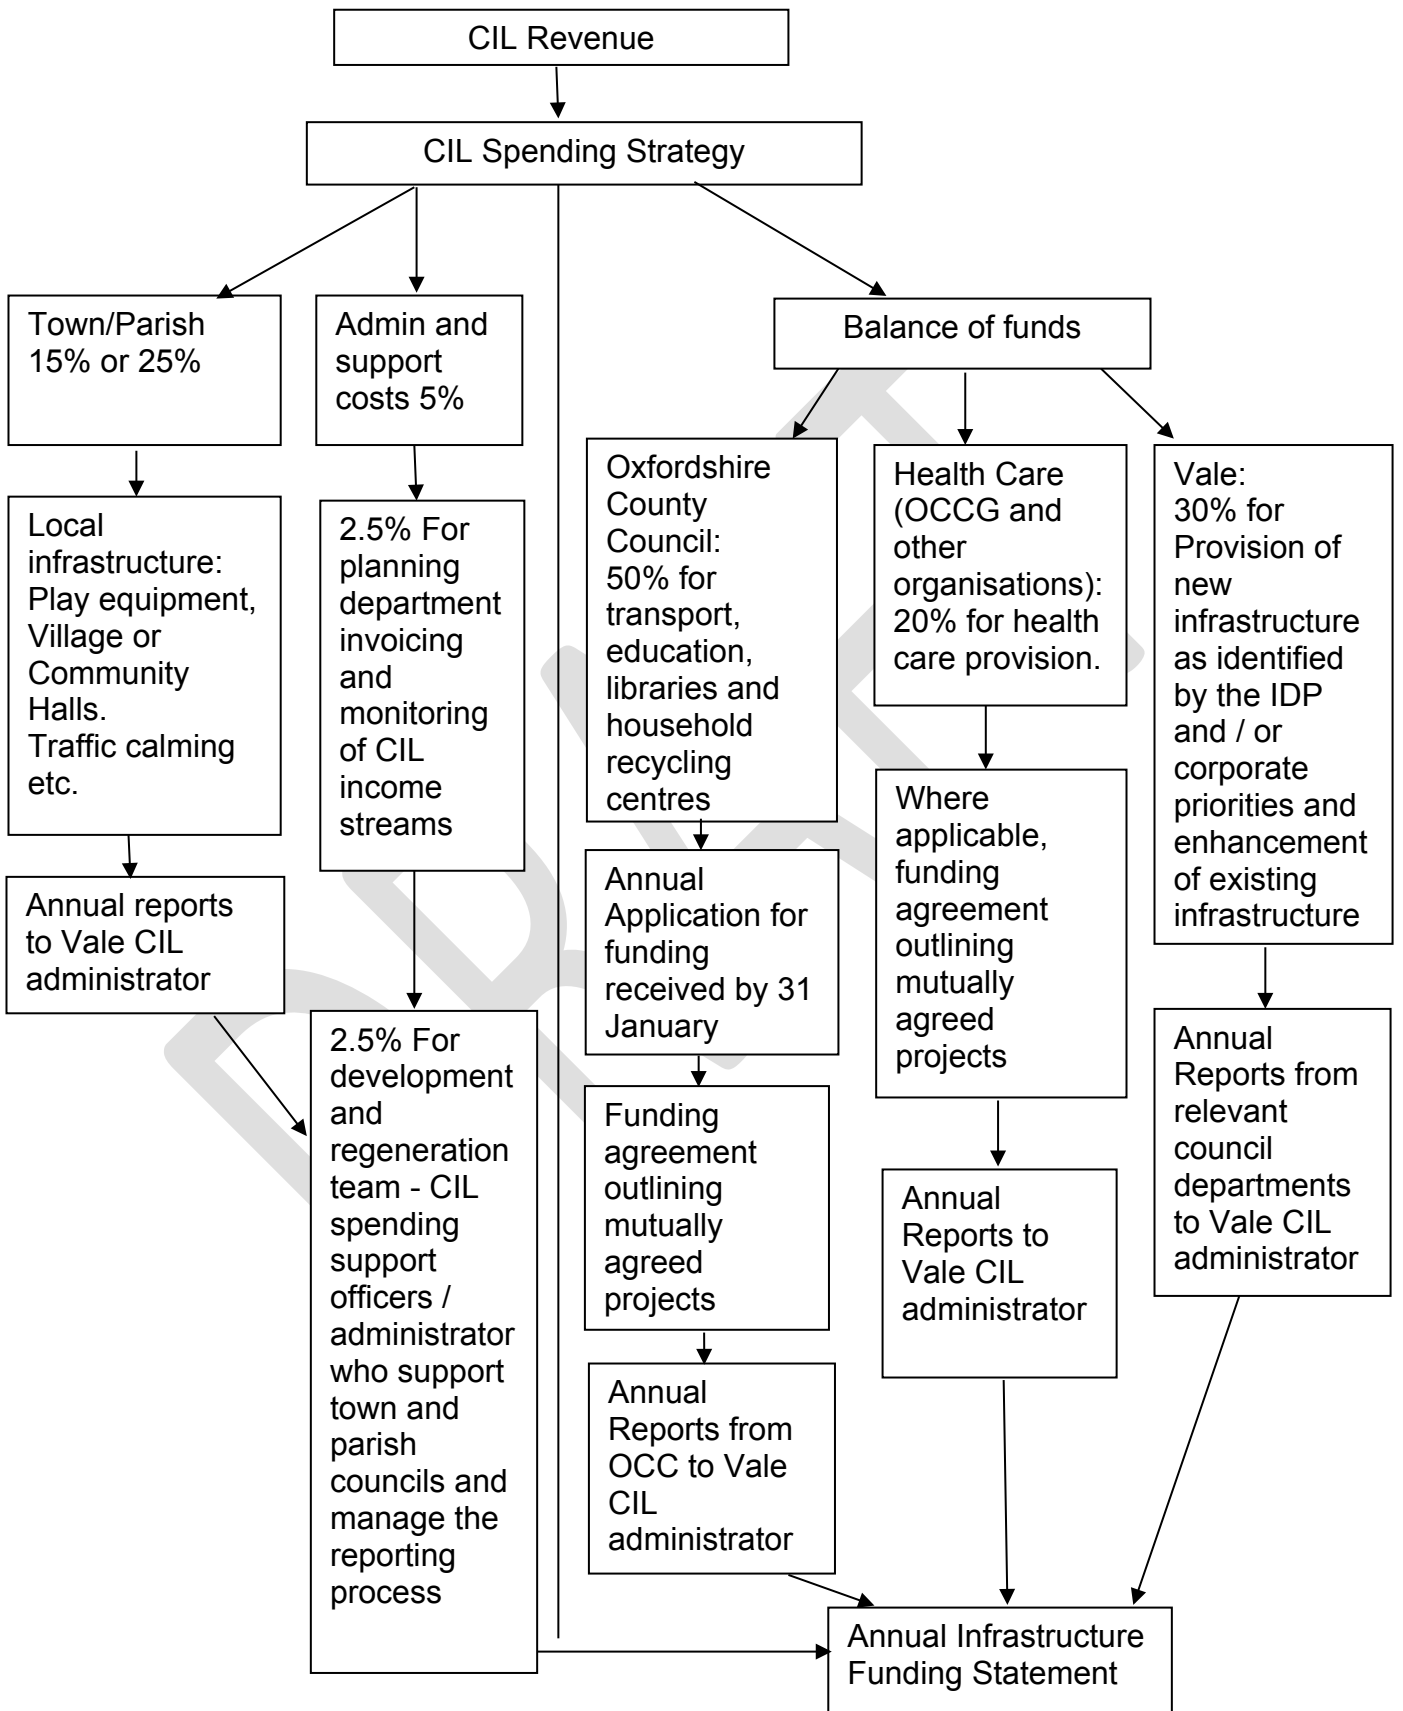 CIL Revenue
CIL Spending Strategy
Town/Parish
15% or 25%
Admin and
support
costs 5%
Balance of funds
Local
infrastructure:
Play equipment,
Village or
Community
Halls.
Traffic calming
etc.
2.5% For
planning
department
invoicing
and
monitoring
of CIL
income
streams
Oxfordshire
County
Council:
50% for
transport,
education,
libraries and
household
recycling
centres
Health Care
(OCCG and
other
organisations):
20% for health
care provision.
Vale:
30% for
Provision of
new
infrastructure
as identified
by the IDP
and / or
corporate
priorities and
enhancement
of existing
infrastructure
Annual reports
to Vale CIL
administrator
Annual
Application for
funding
received by 31
January
Where
applicable,
funding
agreement
outlining
mutually
agreed
projects
2.5% For
development
and
regeneration
team - CIL
spending
support
officers /
administrator
who support
town and
parish
councils and
manage the
reporting
process
Funding
agreement
outlining
mutually
agreed
projects
Annual
Reports to
Vale CIL
administrator
Annual
Reports from
relevant
council
departments
to Vale CIL
administrator
Annual
Reports from
OCC to Vale
CIL
administrator
Annual Infrastructure
Funding Statement
DRAFT